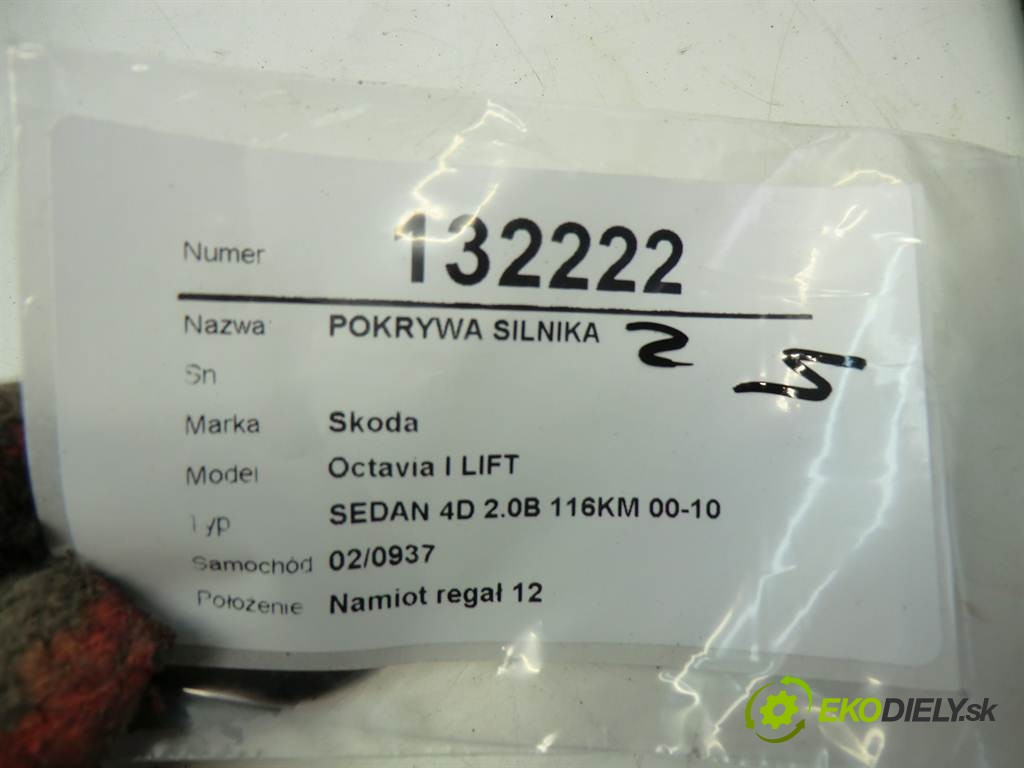 Numer 132222
Nazwa POKRYWA SILNIKA
Sn
Marka Skoda
Model Octavia I LIFT
Typ SEDAN 4D 2.0B 116KM 00-10
Samochód 02/0937
Położenie Namiot regał 12
EKODIELY.sk